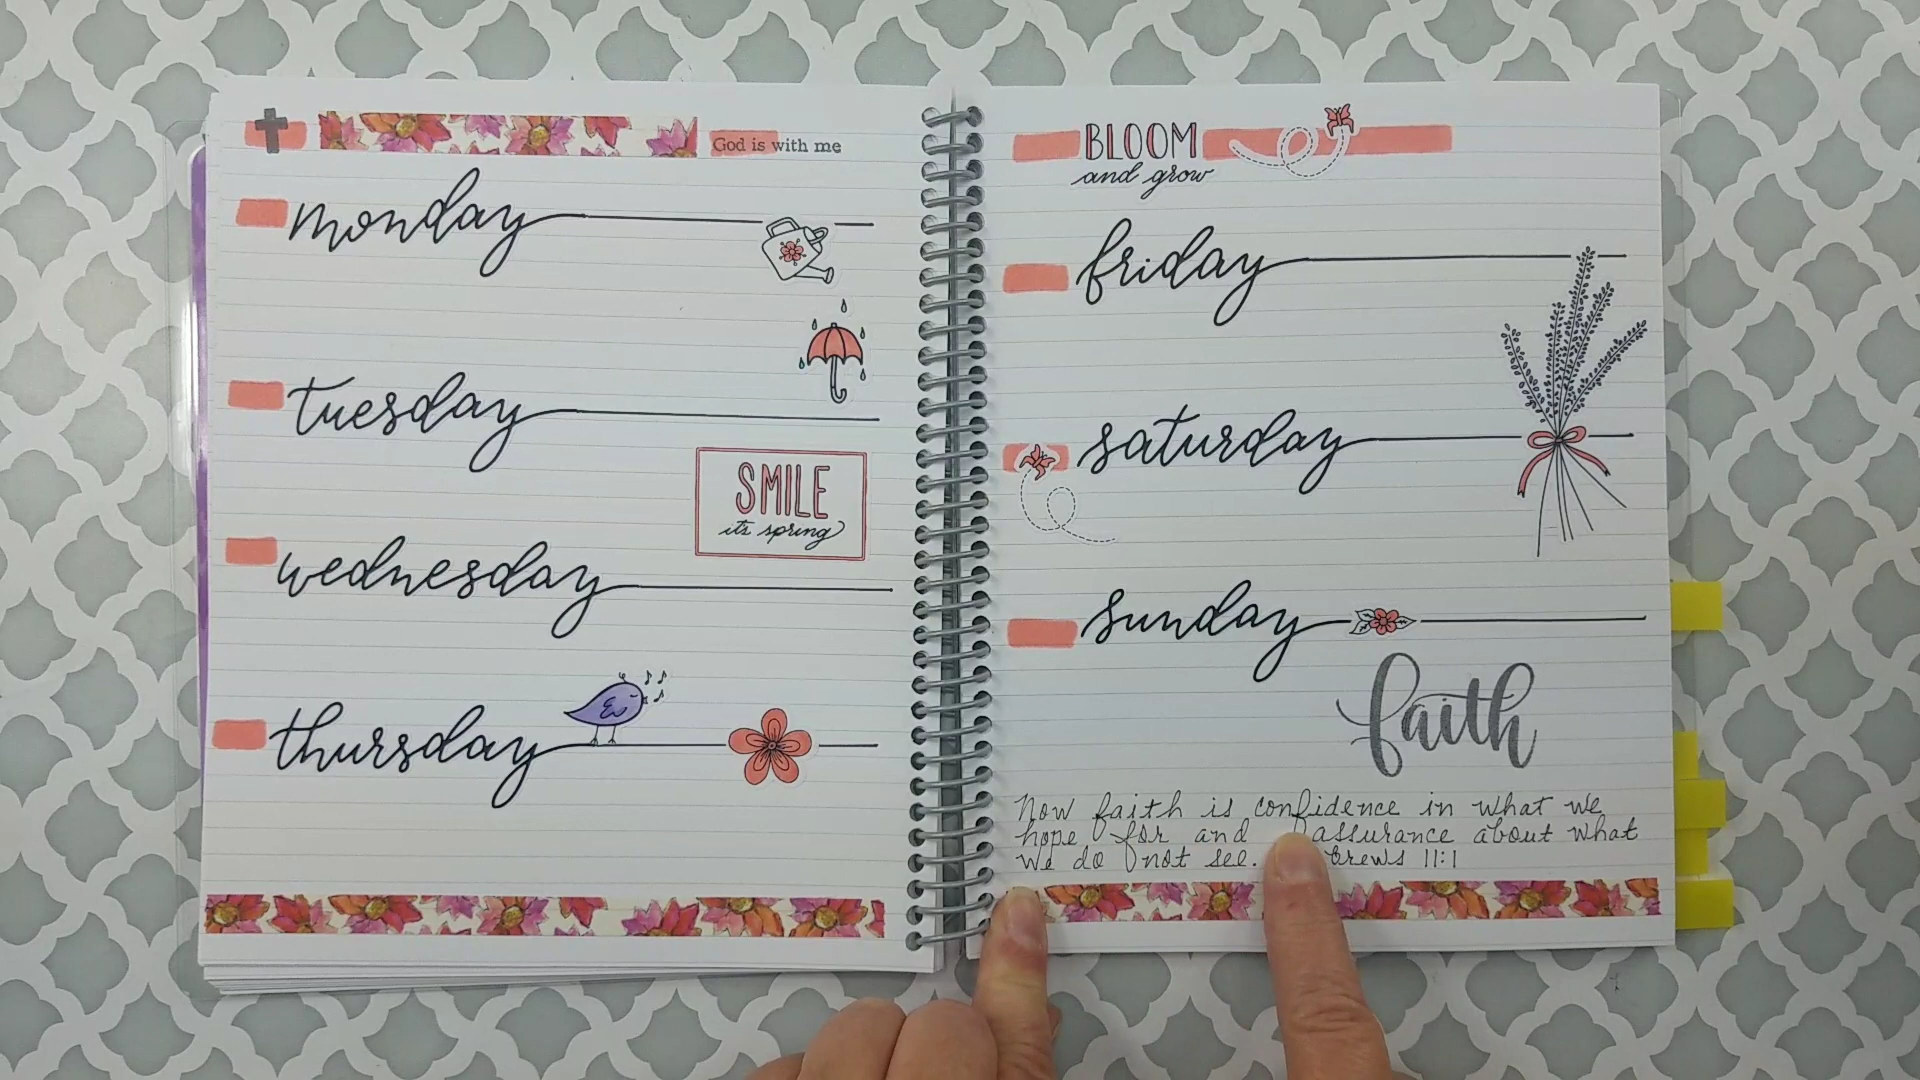 God is with me
monday
tuesday
SMILE
it's spring
wednesday
thursday
BLOOM
and grow
friday
saturday
sunday
faith
Now faith is confidence in what we
hope for and assurance about what
we do not see. 11:1